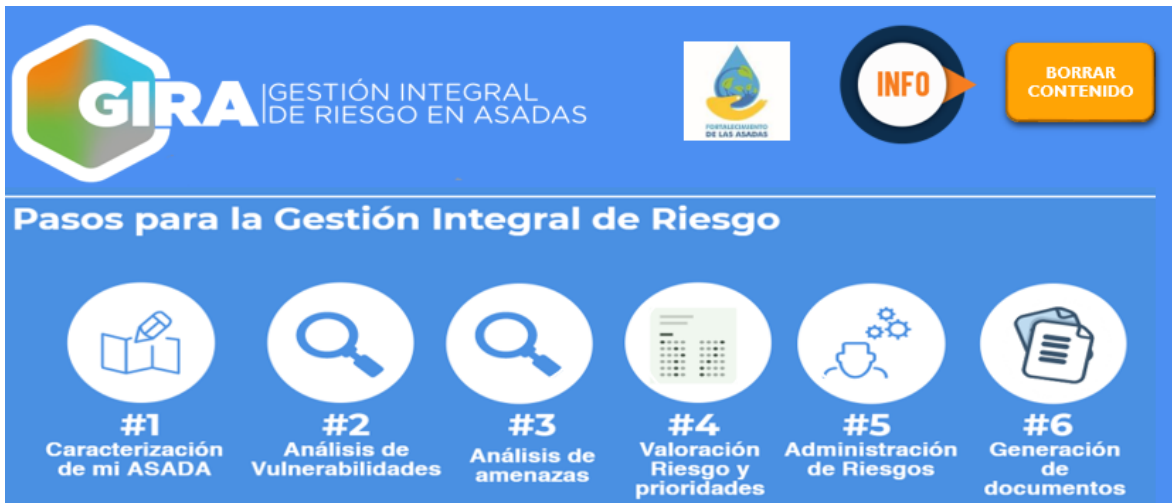 GIRA
GESTIÓN INTEGRAL
DE RIESGO EN ASADAS
FORTALECIMIENTO
DE LAS ASADAS
INFO
BORRAR
CONTENIDO
Pasos para la Gestión Integral de Riesgo
#1
Caracterización
de mi ASADA
#2
Análisis de
Vulnerabilidades
#3
Análisis de
amenazas
#4
Valoración
Riesgo y
prioridades
#5
Administración
de Riesgos
#6
Generación
de
documentos